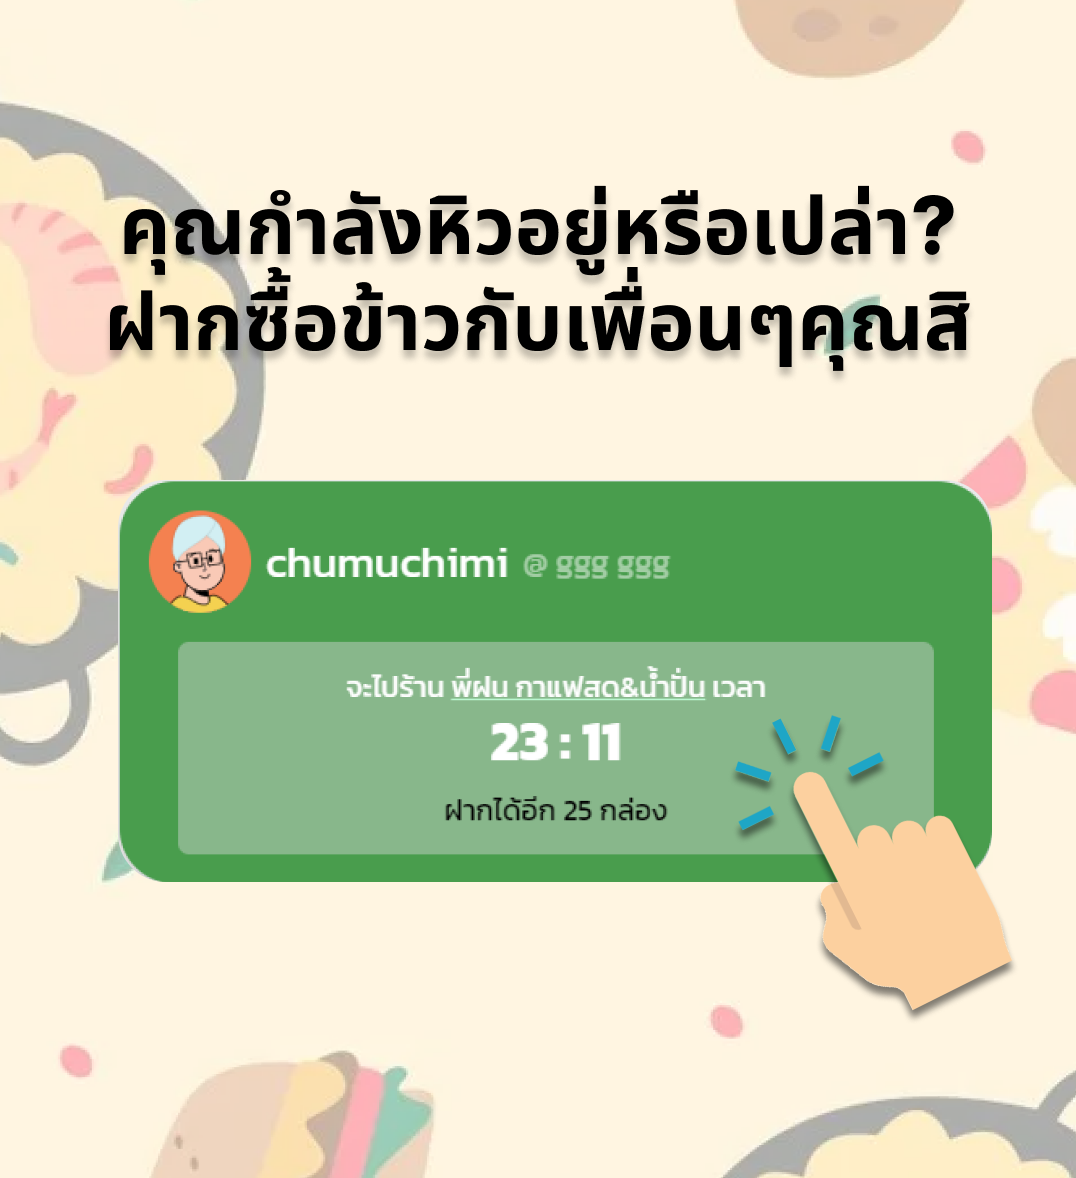 คุณกำลังหิวอยู่หรือเปล่า?
ฝากซื้อข้าวกับเพื่อนๆคุณสิ
chumuchimi @ ggg ggg
จะไปร้าน พี่ฝน กาแฟสด&น้ำปั่น เวลา
23 : 11
ฝากได้อีก 25 กล่อง